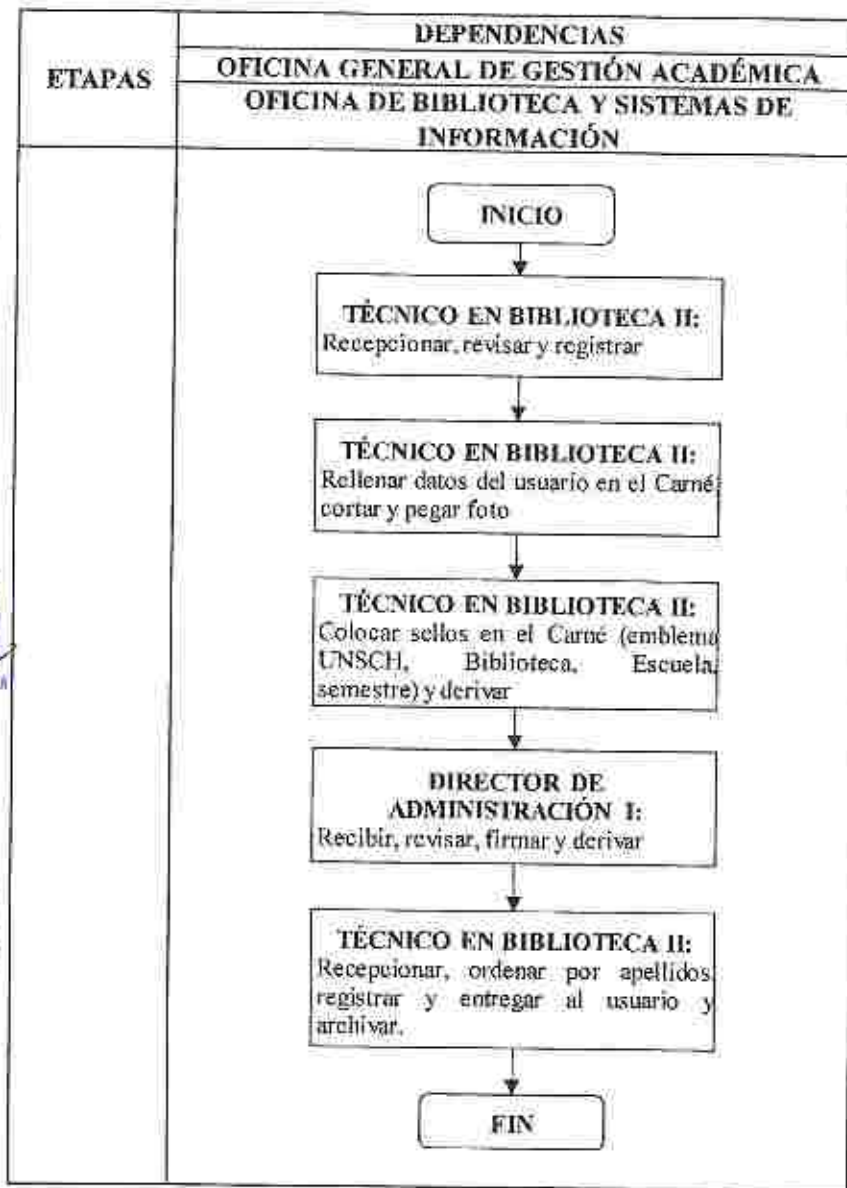 DEPENDENCIAS
ETAPAS
OFICINA GENERAL DE GESTIÓN ACADÉMICA
OFICINA DE BIBLIOTECA Y SISTEMAS DE
INFORMACIÓN
INICIO
TÉCNICO EN BIBLIOTECA II:
Recepcionar, revisar y registrar
TÉCNICO EN BIBLIOTECA II:
Rellenar datos del usuario en el Carné;
cortar y pegar foto
TÉCNICO EN BIBLIOTECA II:
Colocar sellos en el Carné (emblema
UNSCH, Biblioteca, Escuela,
semestre) y derivar
DIRECTOR DE
ADMINISTRACIÓN I:
Recibir, revisar, firmar y derivar
TÉCNICO EN BIBLIOTECA II:
Recepcionar, ordenar por apellidos,
registrar y entregar al usuario y
archivar.
FIN